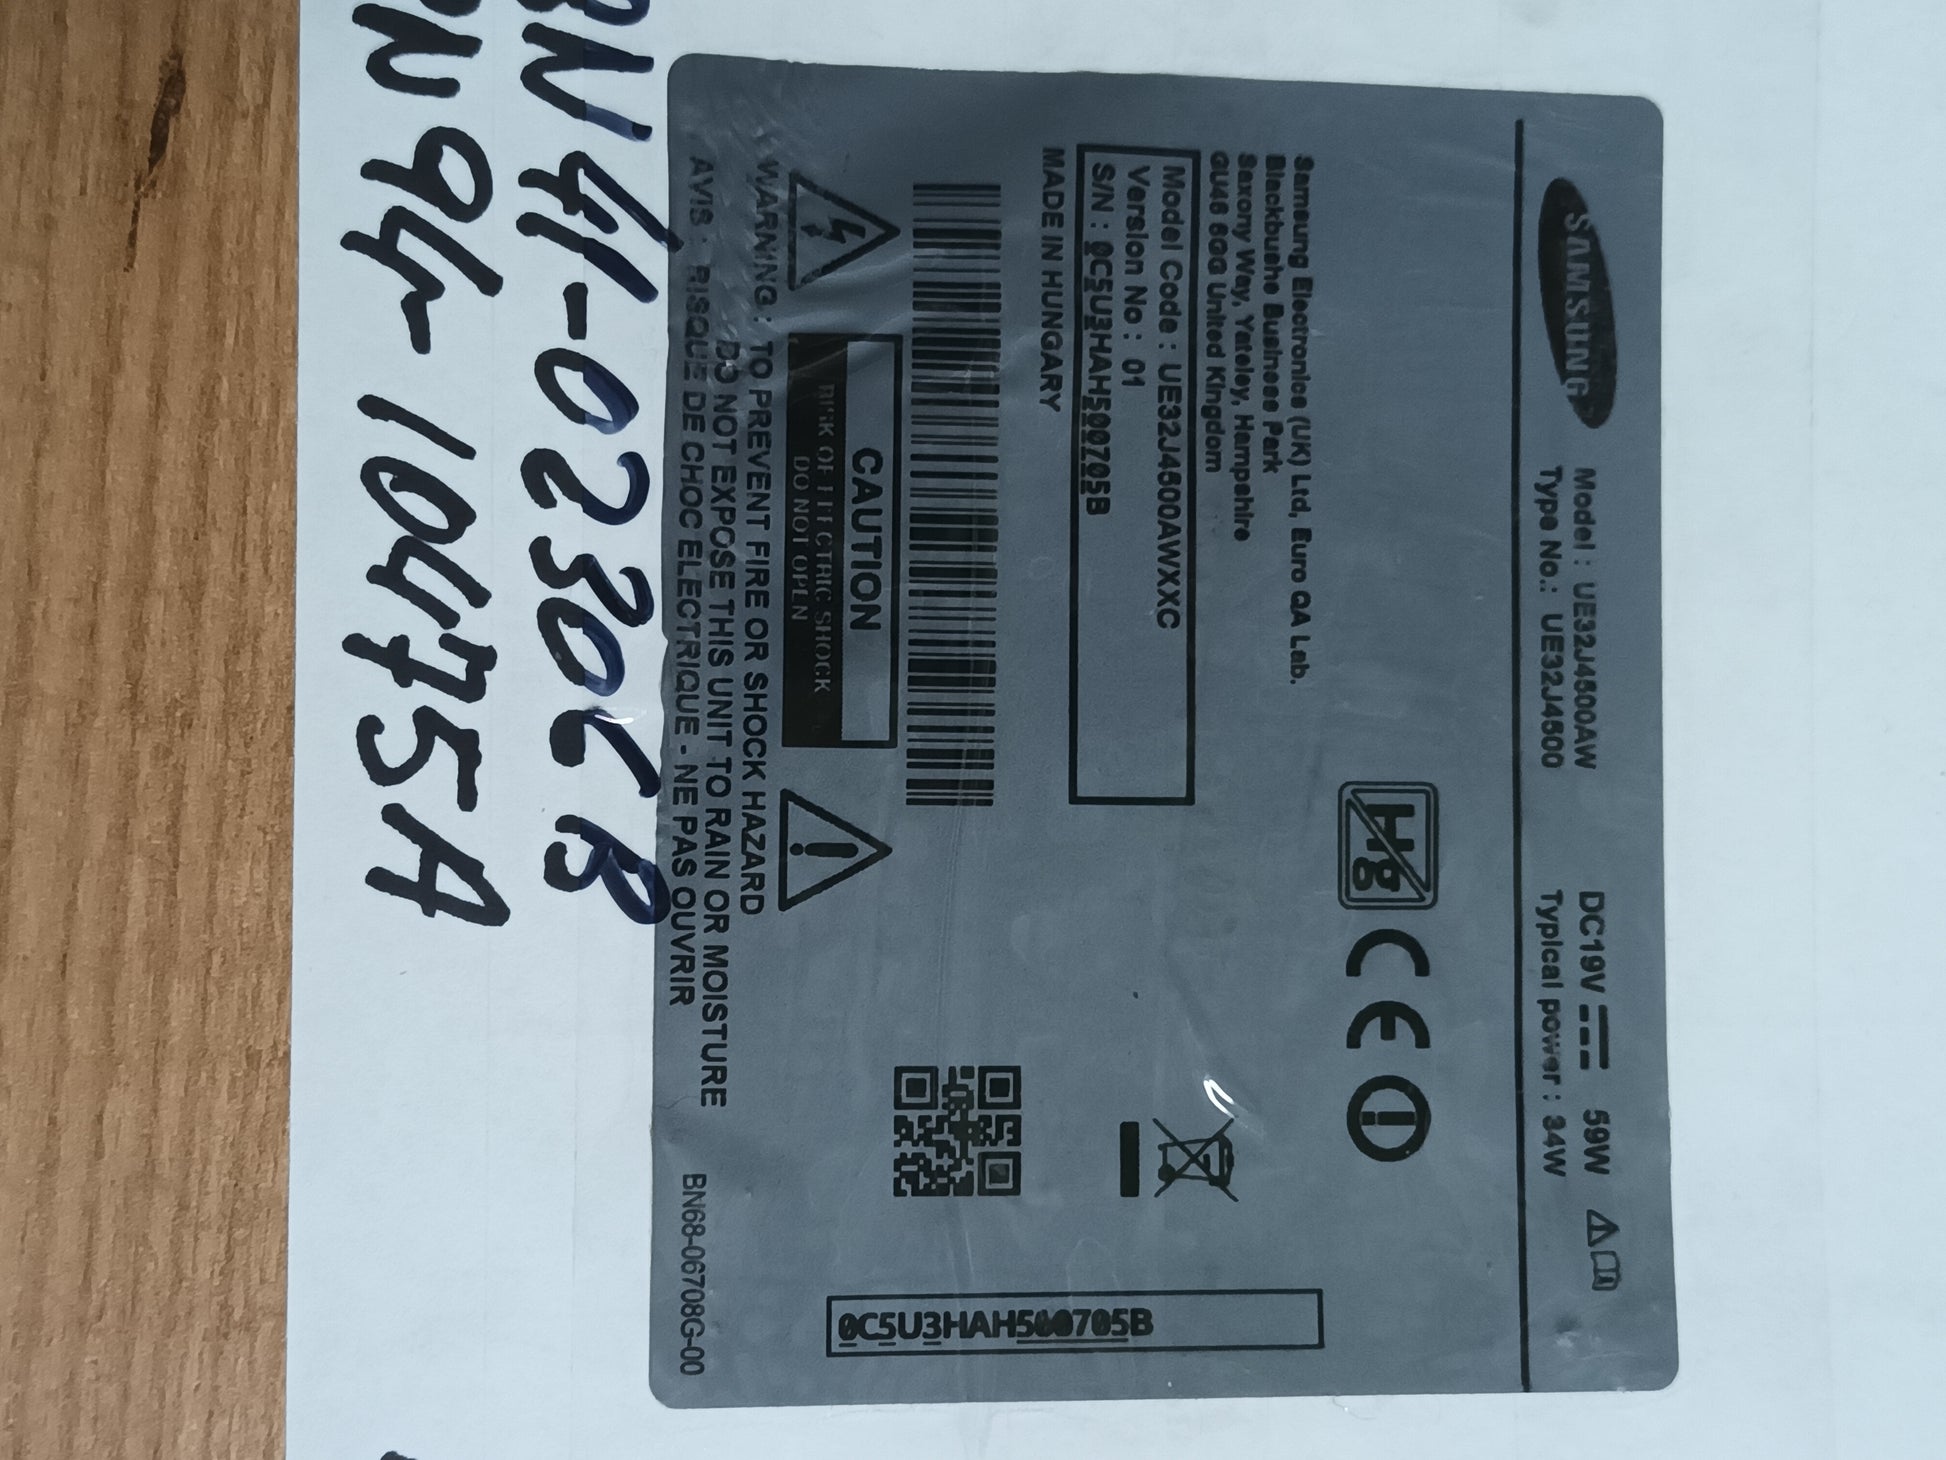 SAMSUNG
Model : UE32J4500AW
Type No.: UE32J4500
DC19V 59W
Typical power : 34W
Samsung Electronics (UK) Ltd, Euro QA Lab.
Blackbushe Business Park
Saxony Way, Yateley, Hampshire
GU46 6GG United Kingdom
Model Code : UE32J4500AWXXC
Version No : 01
S/N : 0C5U3HAH500705B
MADE IN HUNGARY
Hg
CE
CAUTION
RISK OF ELECTRIC SHOCK
DO NOT OPEN
WARNING : TO PREVENT FIRE OR SHOCK HAZARD
DO NOT EXPOSE THIS UNIT TO RAIN OR MOISTURE
AVIS : RISQUE DE CHOC ELECTRIQUE - NE PAS OUVRIR
BN68-06708G-00
0C5U3HAH500705B
BN41-02306B
BN94-10475A